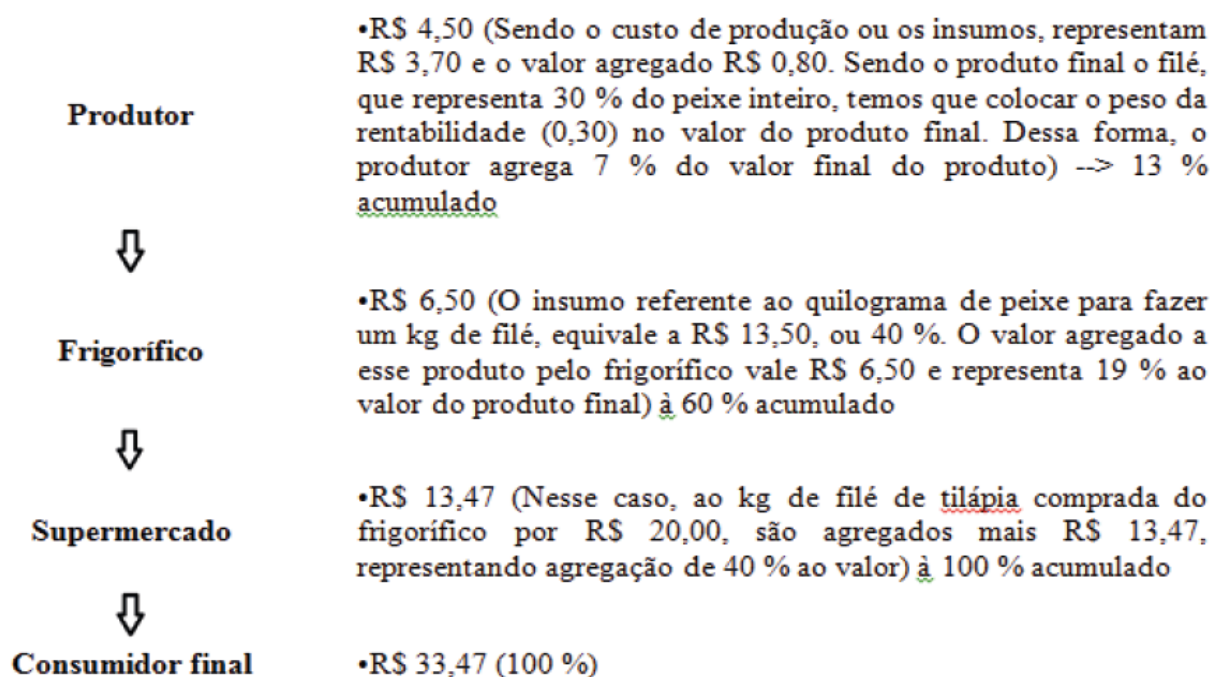 •R$ 4,50 (Sendo o custo de produção ou os insumos, representam
R$ 3,70 e o valor agregado R$ 0,80. Sendo o produto final o filé,
que representa 30 % do peixe inteiro, temos que colocar o peso da
Produtor
rentabilidade (0,30) no valor do produto final. Dessa forma, o
produtor agrega 7 % do valor final do produto) --> 13 %
acumulado
•R$ 6,50 (O insumo referente ao quilograma de peixe para fazer
um kg de filé, equivale a R$ 13,50, ou 40 %. O valor agregado a
Frigorífico
esse produto pelo frigorífico vale R$ 6,50 e representa 19 % ao
valor do produto final) à 60 % acumulado
•R$ 13,47 (Nesse caso, ao kg de filé de tilápia comprada do
Supermercado
frigorífico por R$ 20,00, são agregados mais R$ 13,47,
representando agregação de 40 % ao valor) à 100 % acumulado
Consumidor final
•R$ 33,47 (100 %)